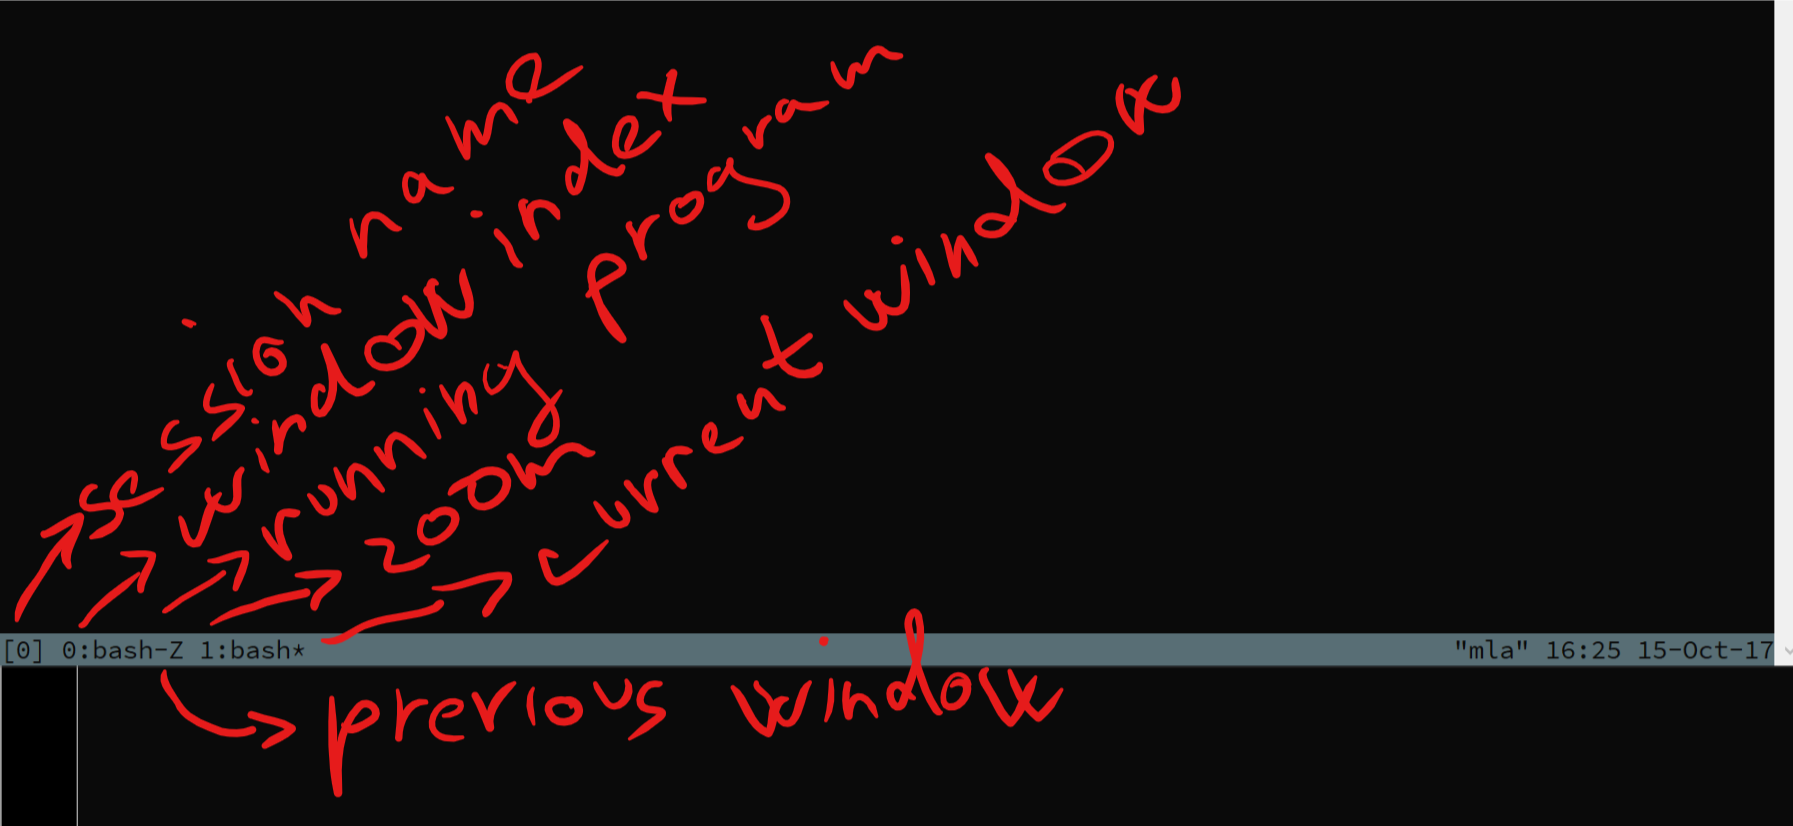 session name
window index
running program
zoom
current window
[0] 0:bash-Z 1:bash* "mla" 16:25 15-Oct-17
previous window